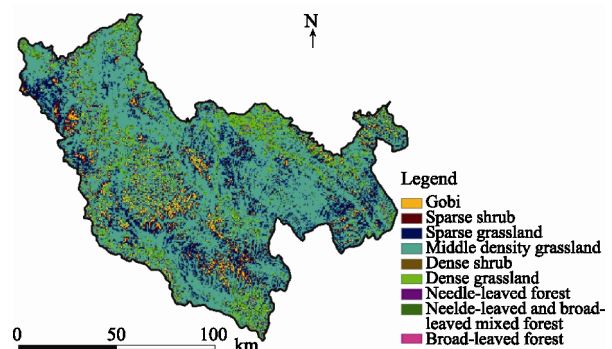 N
Legend
Gobi
Sparse shrub
Sparse grassland
Middle density grassland
Dense shrub
Dense grassland
Needle-leaved forest
Neelde-leaved and broad-
leaved mixed forest
Broad-leaved forest
0 50 100
km